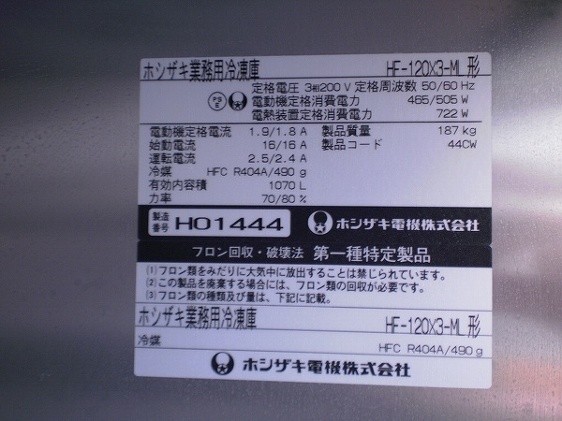 ホシザキ業務用冷凍庫 HF-120X3-ML 形
定格電圧 3相200 V 定格周波数 50/60 Hz
電動機定格消費電力 465/505 W
電熱装置定格消費電力 722 W
PS E
電動機定格電流 1.9/1.8 A 製品質量 187 kg
始動電流 16/16 A 製品コード 44CW
運転電流 2.5/2.4 A
冷媒 HFC R404A/490 g
有効内容積 1070 L
力率 70/80 %
製造番号 H01444 ホシザキ電機株式会社
フロン回収・破壊法 第一種特定製品
(1)フロン類をみだりに大気中に放出することは禁じられています。
(2)この製品を廃棄する場合には、フロン類の回収が必要です。
(3)フロン類の種類及び量は、下記に記載。
ホシザキ業務用冷凍庫 HF-120X3-ML 形
冷媒 HFC R404A/490 g
ホシザキ電機株式会社